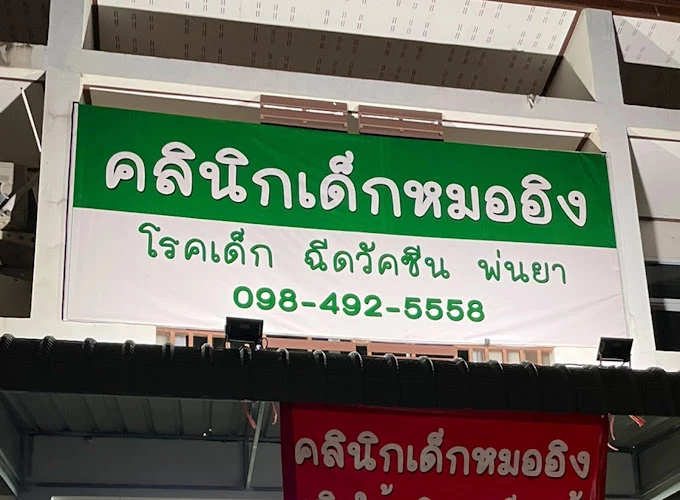 คลินิกเด็กหมออิง
โรคเด็ก ฉีดวัคซีน พ่นยา
098-492-5558
คลินิกเด็กหมออิง